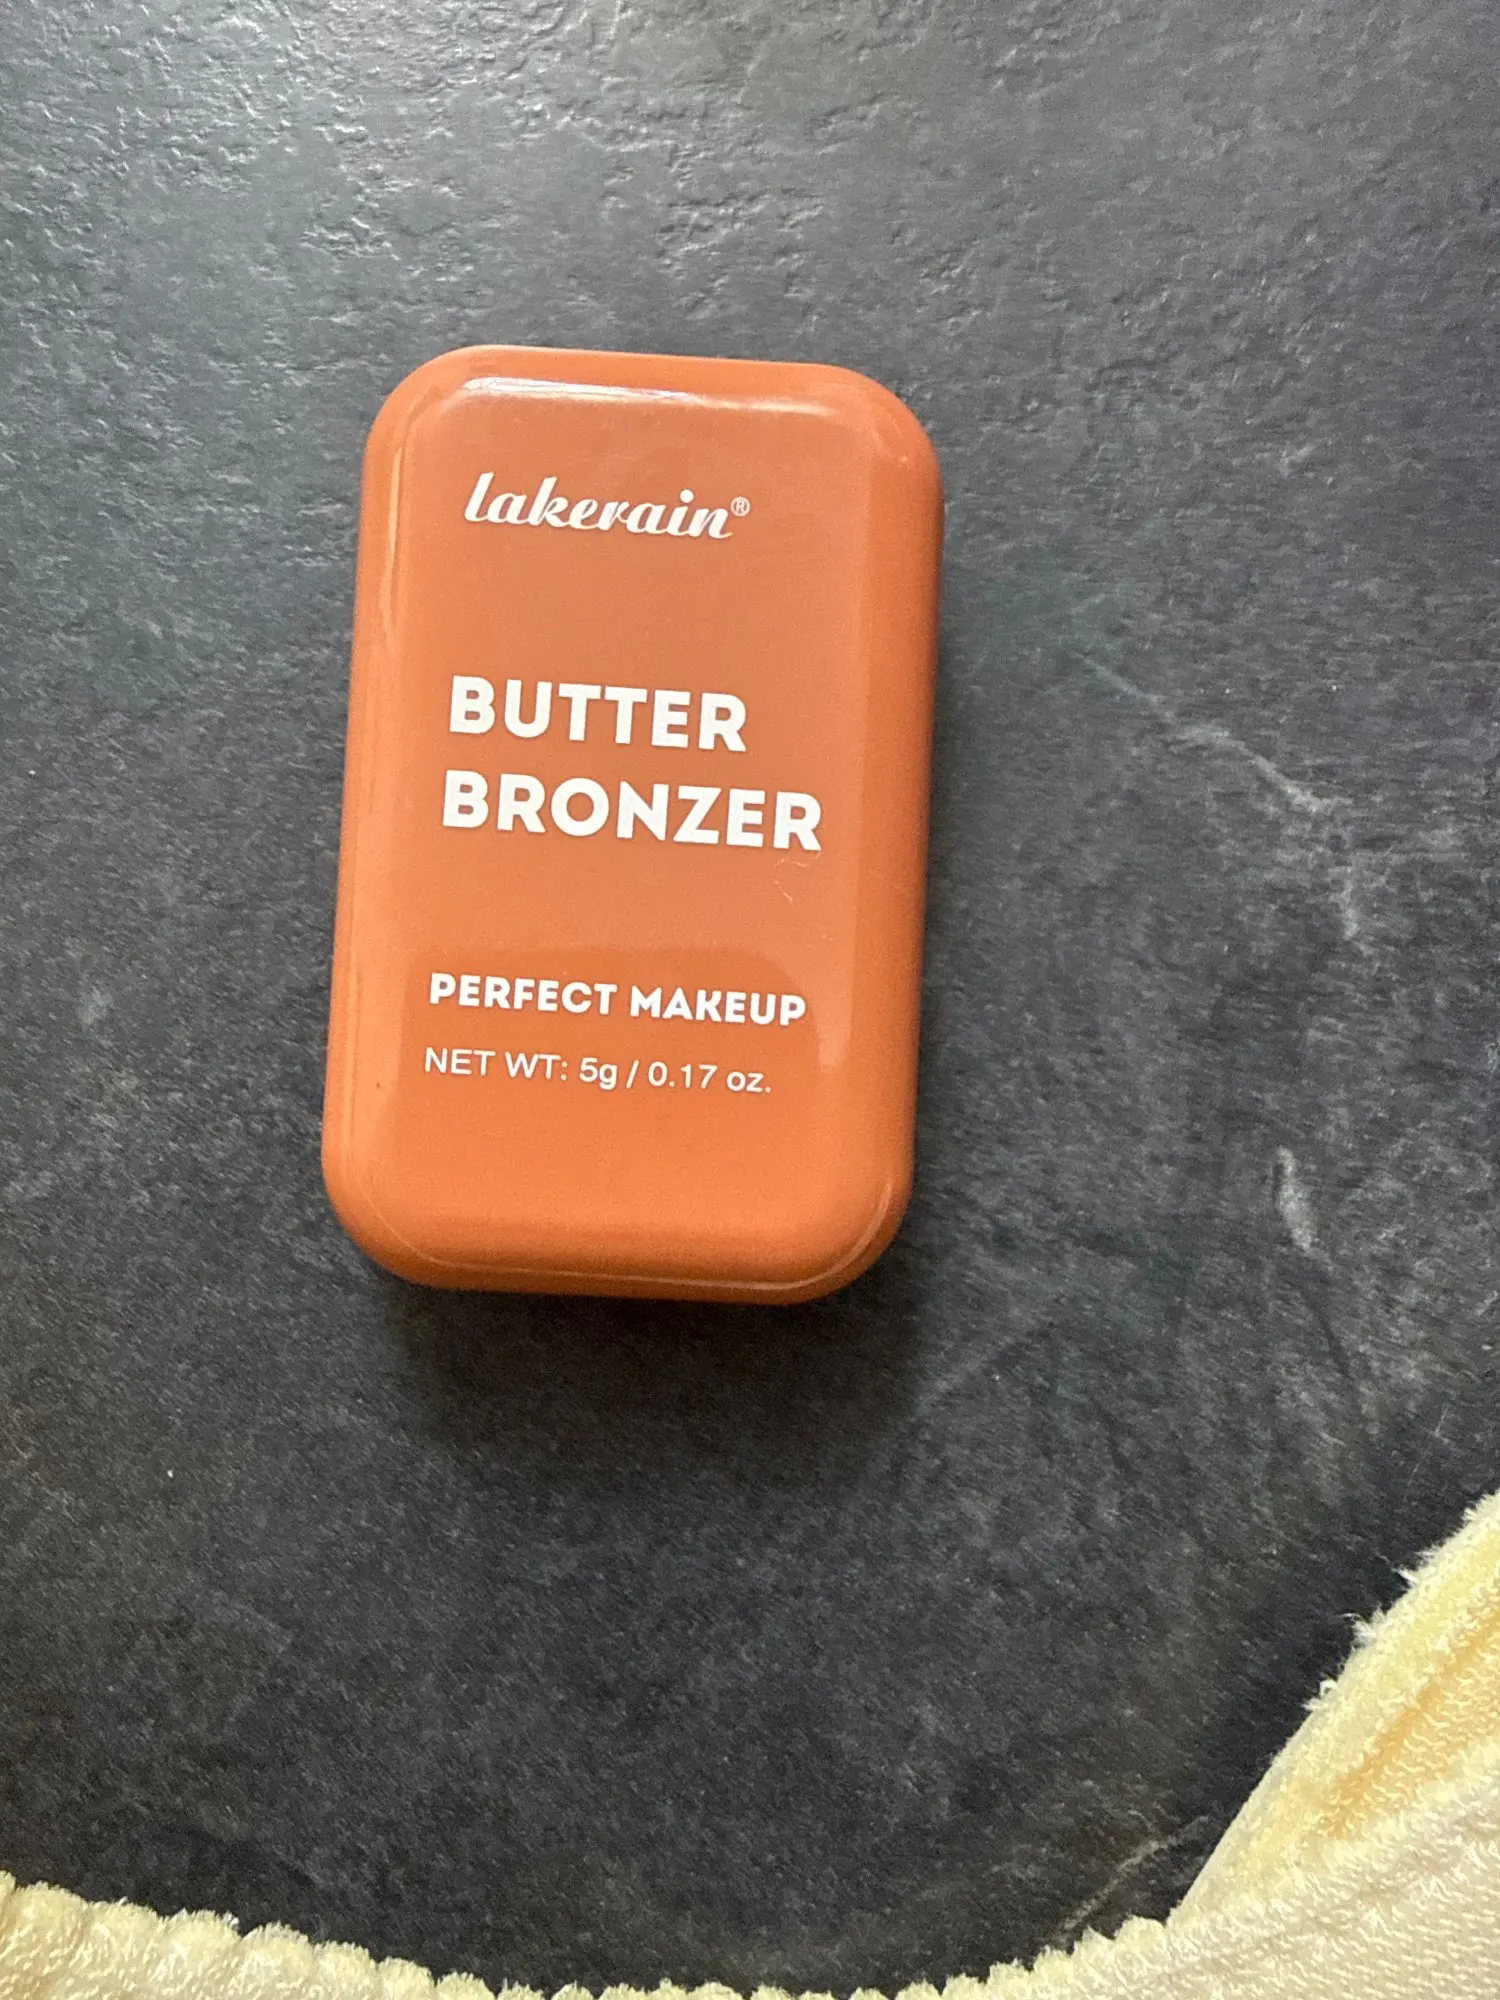 lakerain®
BUTTER
BRONZER
PERFECT MAKEUP
NET WT: 5g / 0.17 oz.